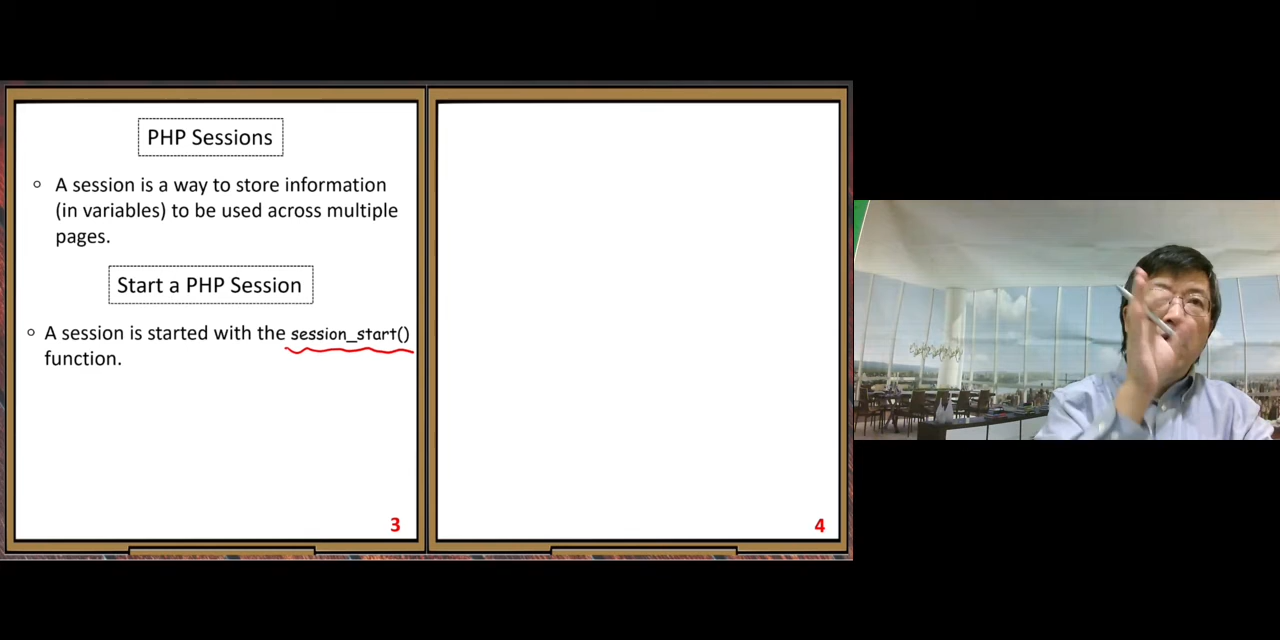 PHP Sessions
A session is a way to store information
(in variables) to be used across multiple
pages.
Start a PHP Session
A session is started with the session_start()
function.
3
4